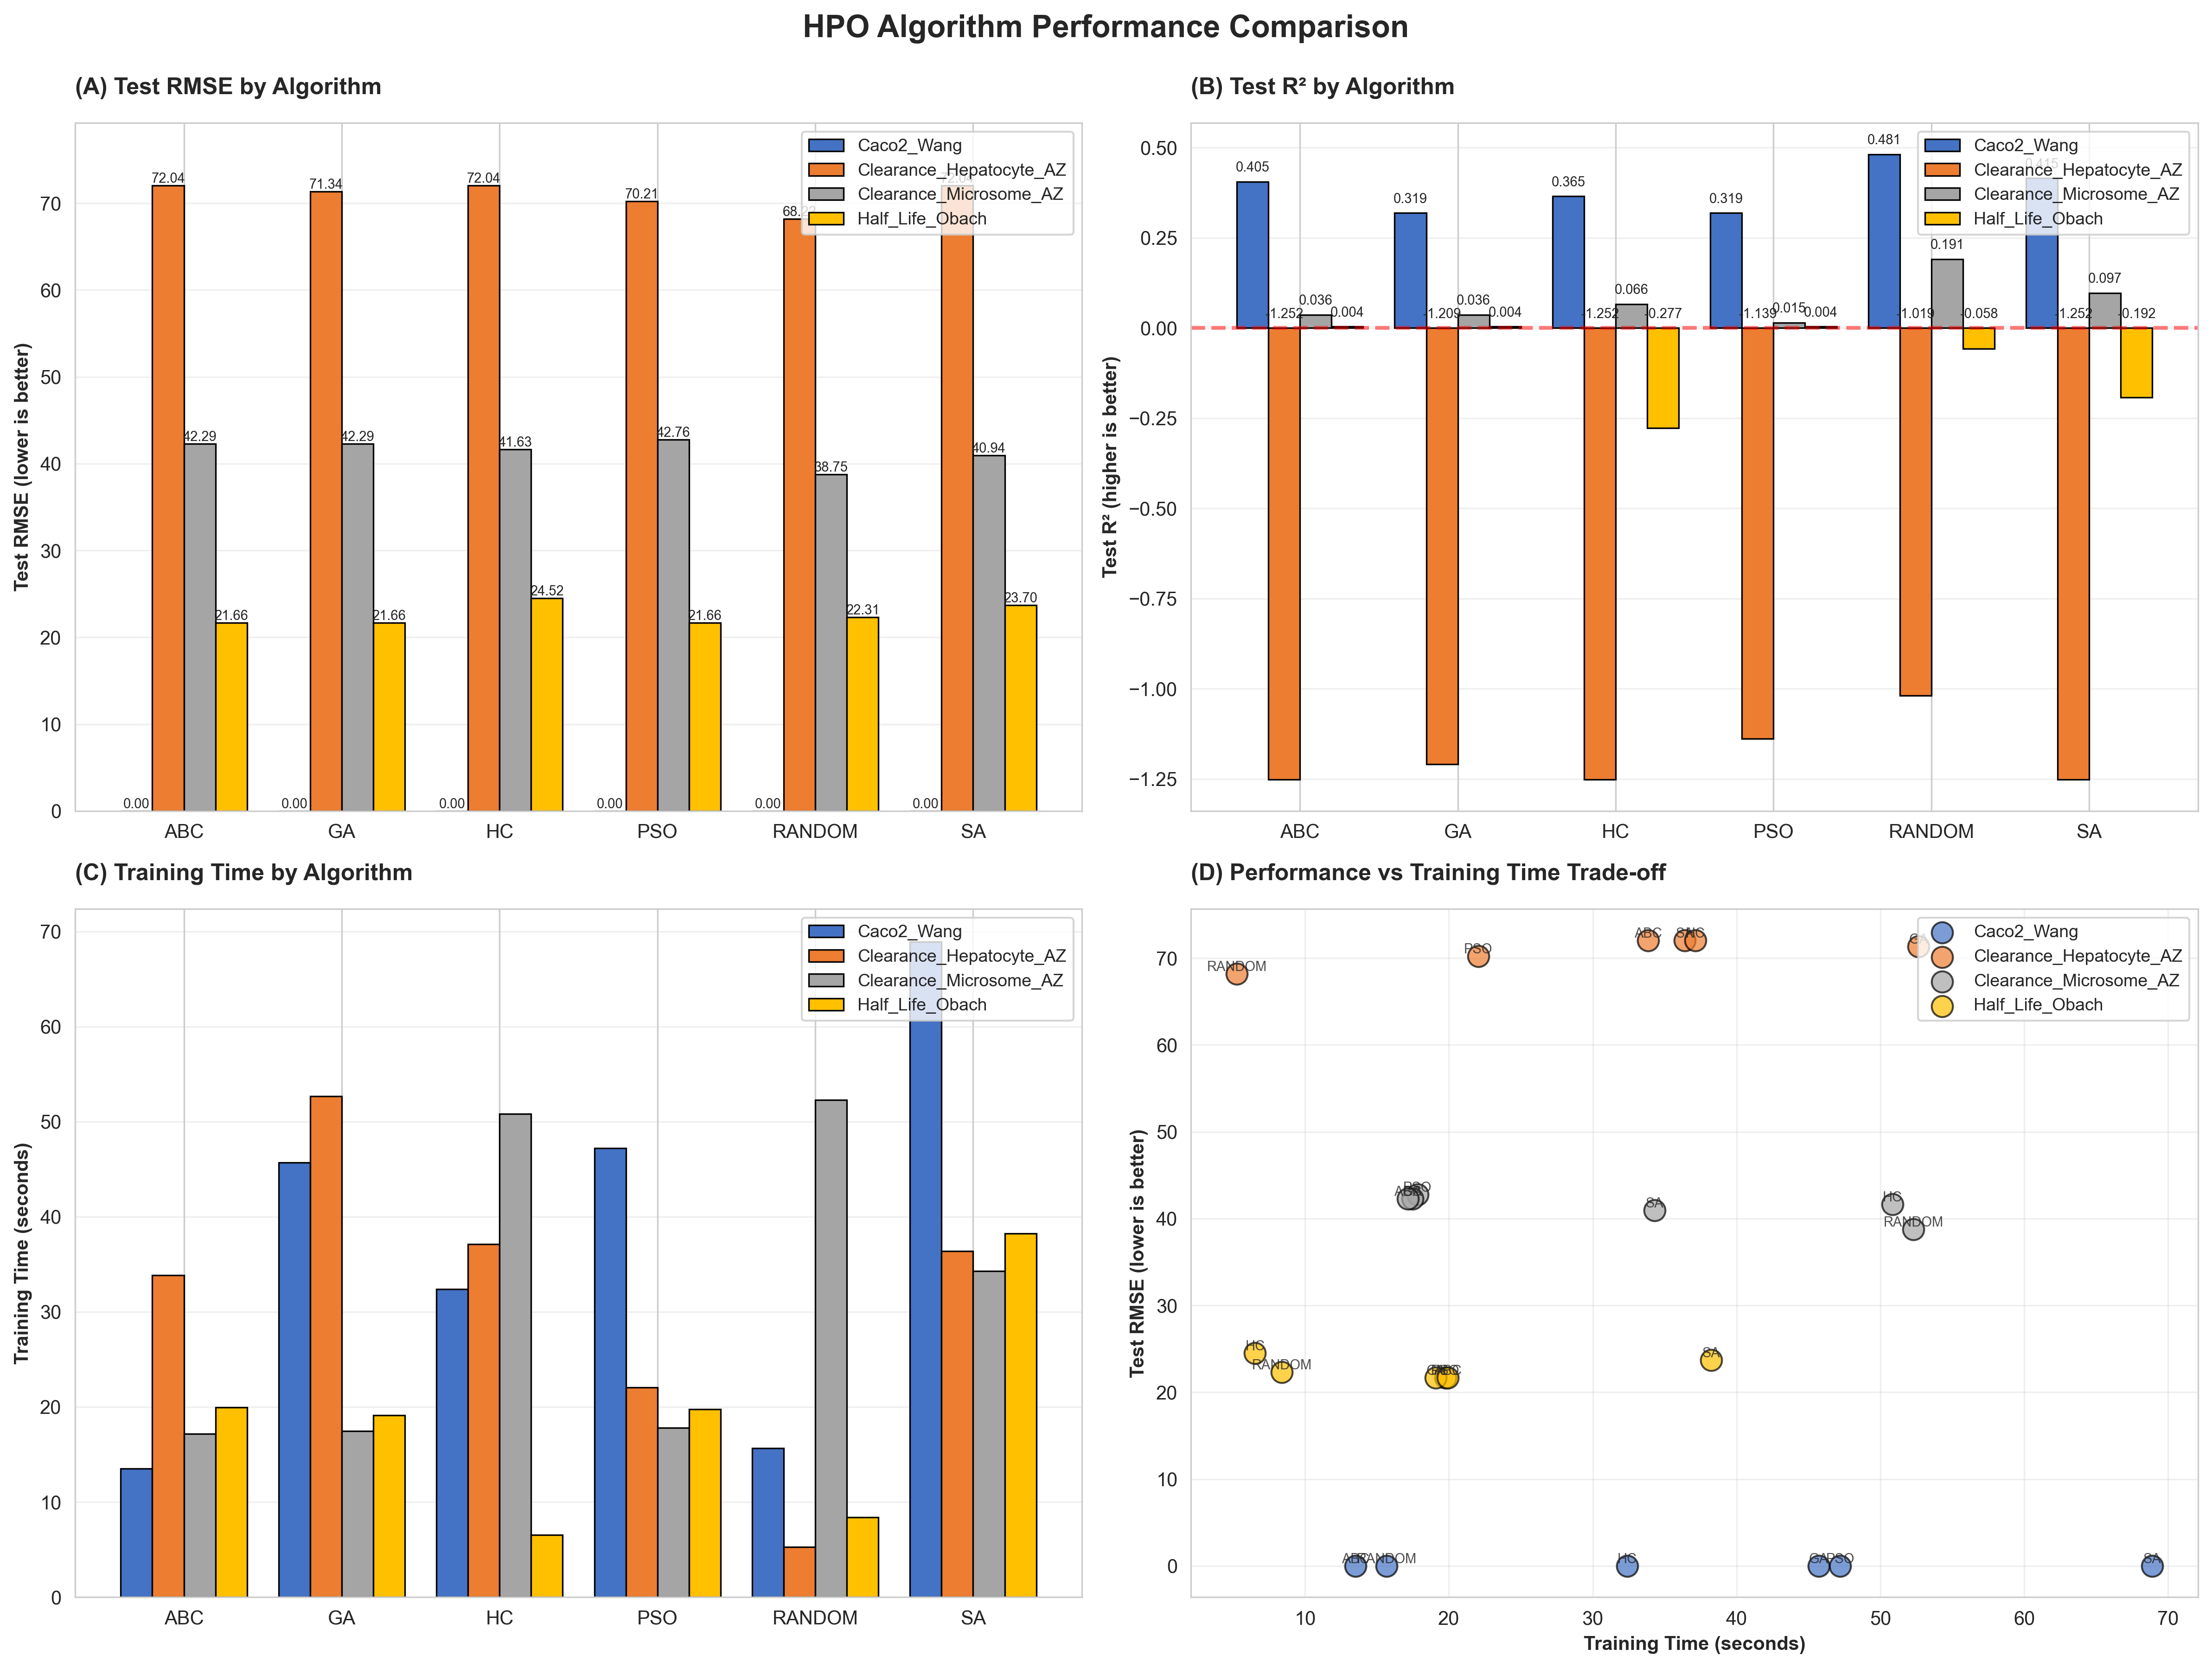 HPO Algorithm Performance Comparison
(A) Test RMSE by Algorithm
Test RMSE (lower is better)
70
60
50
40
30
20
10
0
Caco2_Wang
Clearance_Hepatocyte_AZ
Clearance_Microsome_AZ
Half_Life_Obach
0.00 72.04 42.29 21.66
0.00 71.34 42.29 21.66
0.00 72.04 41.63 24.52
0.00 70.21 42.76 21.66
0.00 38.75 22.31
0.00 40.94 23.70
ABC GA HC PSO RANDOM SA
(B) Test R² by Algorithm
Test R² (higher is better)
0.50
0.25
0.00
−0.25
−0.50
−0.75
−1.00
−1.25
Caco2_Wang
Clearance_Hepatocyte_AZ
Clearance_Microsome_AZ
Half_Life_Obach
0.405 -1.252 0.036 0.004
0.319 -1.209 0.036 0.004
0.365 -1.252 0.066 -0.277
0.319 -1.139 0.015 0.004
0.481 -1.019 0.191 -0.058
0.415 -1.252 0.097 -0.192
ABC GA HC PSO RANDOM SA
(C) Training Time by Algorithm
Training Time (seconds)
70
60
50
40
30
20
10
0
Caco2_Wang
Clearance_Hepatocyte_AZ
Clearance_Microsome_AZ
Half_Life_Obach
ABC GA HC PSO RANDOM SA
(D) Performance vs Training Time Trade-off
Test RMSE (lower is better)
70
60
50
40
30
20
10
0
Caco2_Wang
Clearance_Hepatocyte_AZ
Clearance_Microsome_AZ
Half_Life_Obach
RANDOM PSO ABC SA HC GA
PSO SA HC RANDOM
HC RANDOM SA
ABC RANDOM HC GA PSO SA
10 20 30 40 50 60 70
Training Time (seconds)